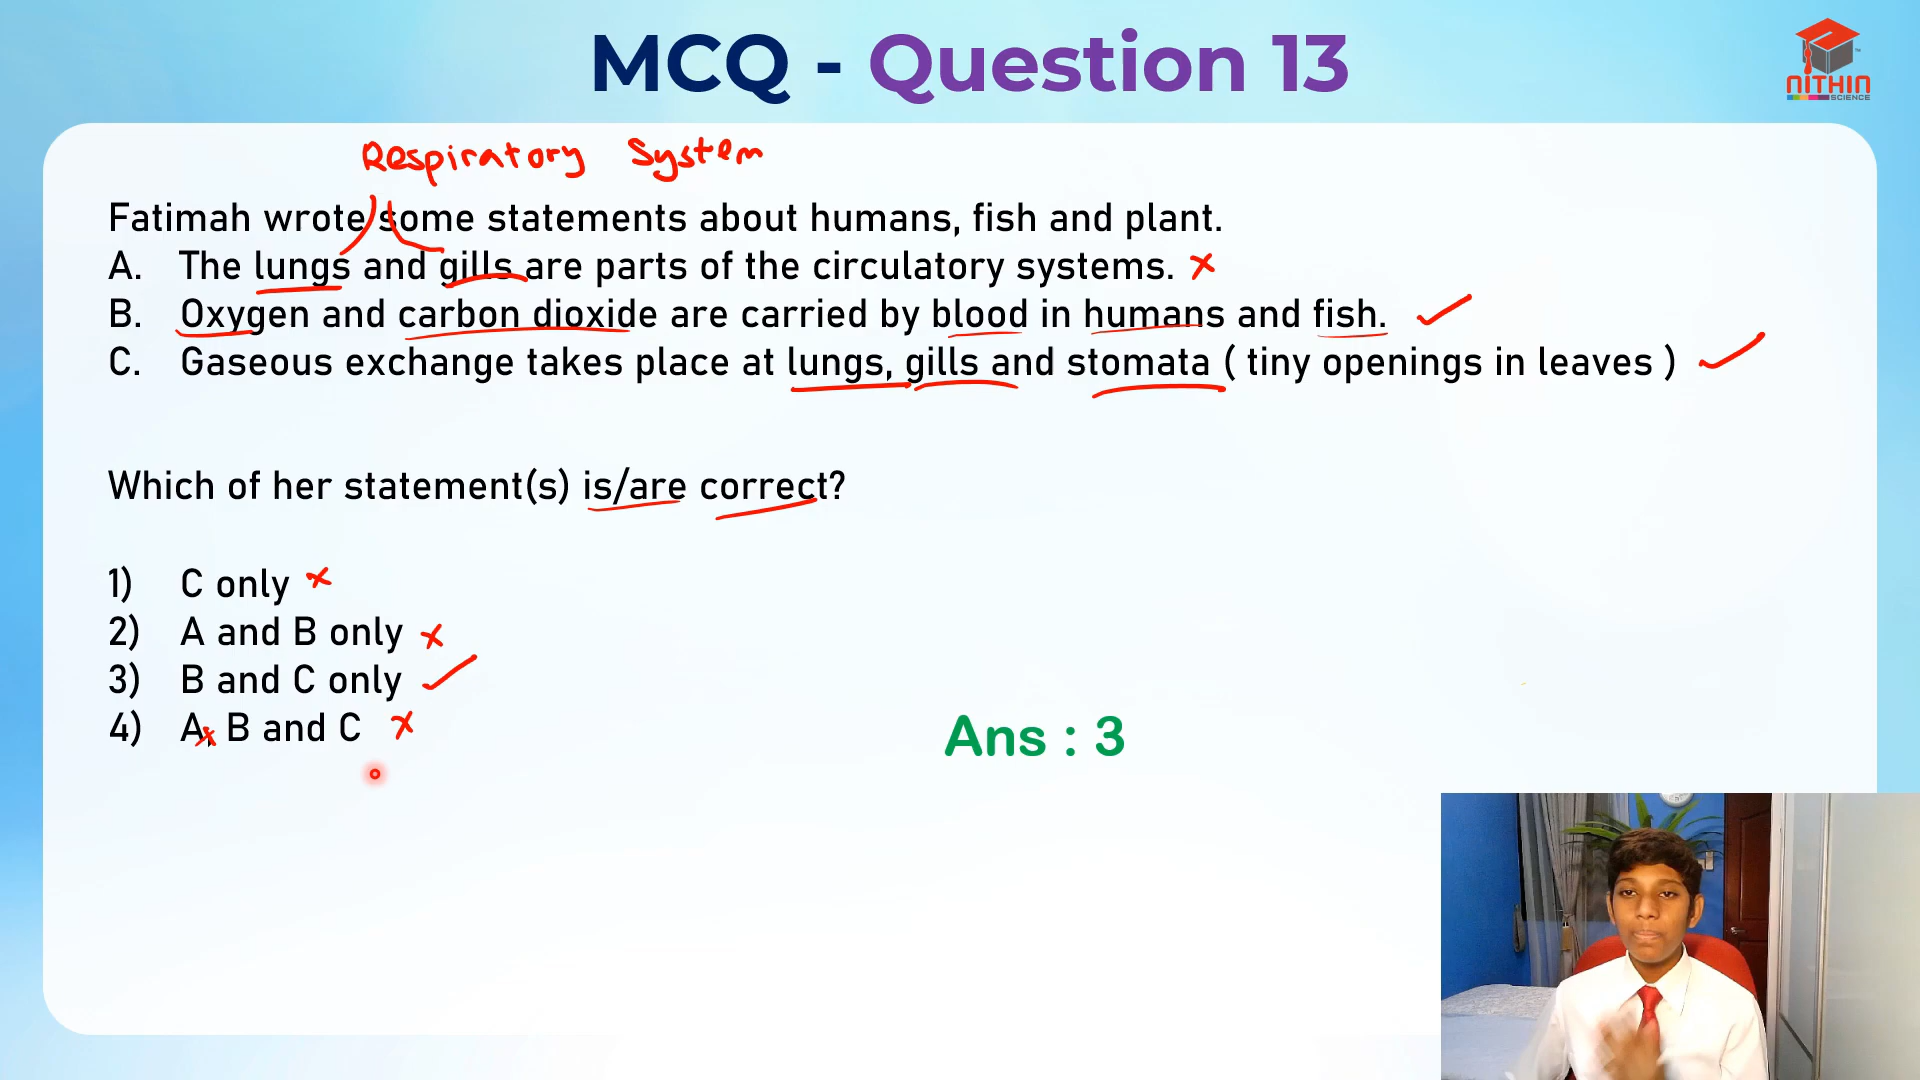 MCQ - Question 13
NITHIN
SCIENCE
Respiratory System
Fatimah wrote some statements about humans, fish and plant.
A. The lungs and gills are parts of the circulatory systems. x
B. Oxygen and carbon dioxide are carried by blood in humans and fish. ✓
C. Gaseous exchange takes place at lungs, gills and stomata ( tiny openings in leaves ) ✓
Which of her statement(s) is/are correct?
1) C only x
2) A and B only x
3) B and C only ✓
4) A, B and C x
Ans : 3